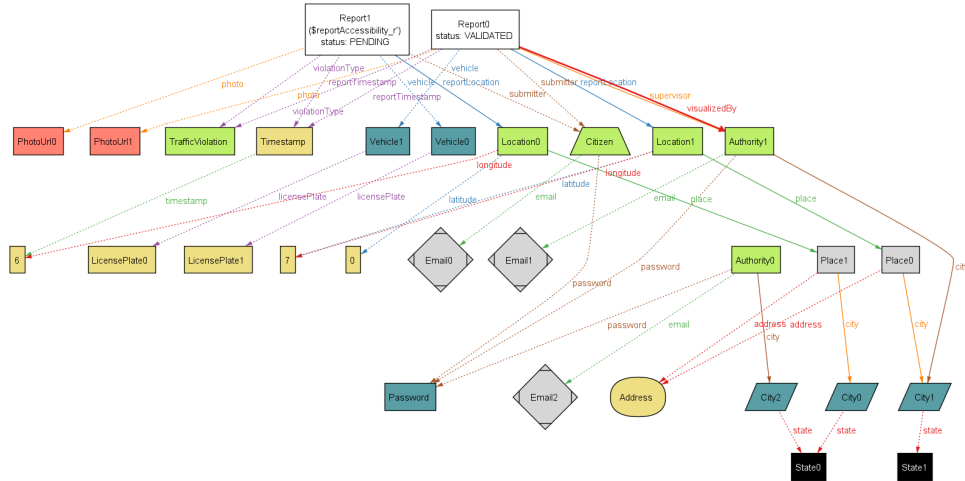 Report1
($reportAccessibility_r')
status: PENDING
Report0
status: VALIDATED
violationType
vehicle
reportTimestamp
vehicle
reportLocation
submitter
reportLocation
photo
photo
supervisor
reportTimestamp
submitter
visualizedBy
violationType
PhotoUrl0
PhotoUrl1
TrafficViolation
Timestamp
Vehicle1
Vehicle0
Location0
Citizen
Location1
Authority1
longitude
longitude
latitude
latitude
timestamp
licensePlate
licensePlate
email
place
email
place
6
LicensePlate0
LicensePlate1
7
0
Email0
Email1
Authority0
Place1
Place0
city
password
password
email
address
address
city
city
city
Password
Email2
Address
City2
City0
City1
state
state
state
State0
State1